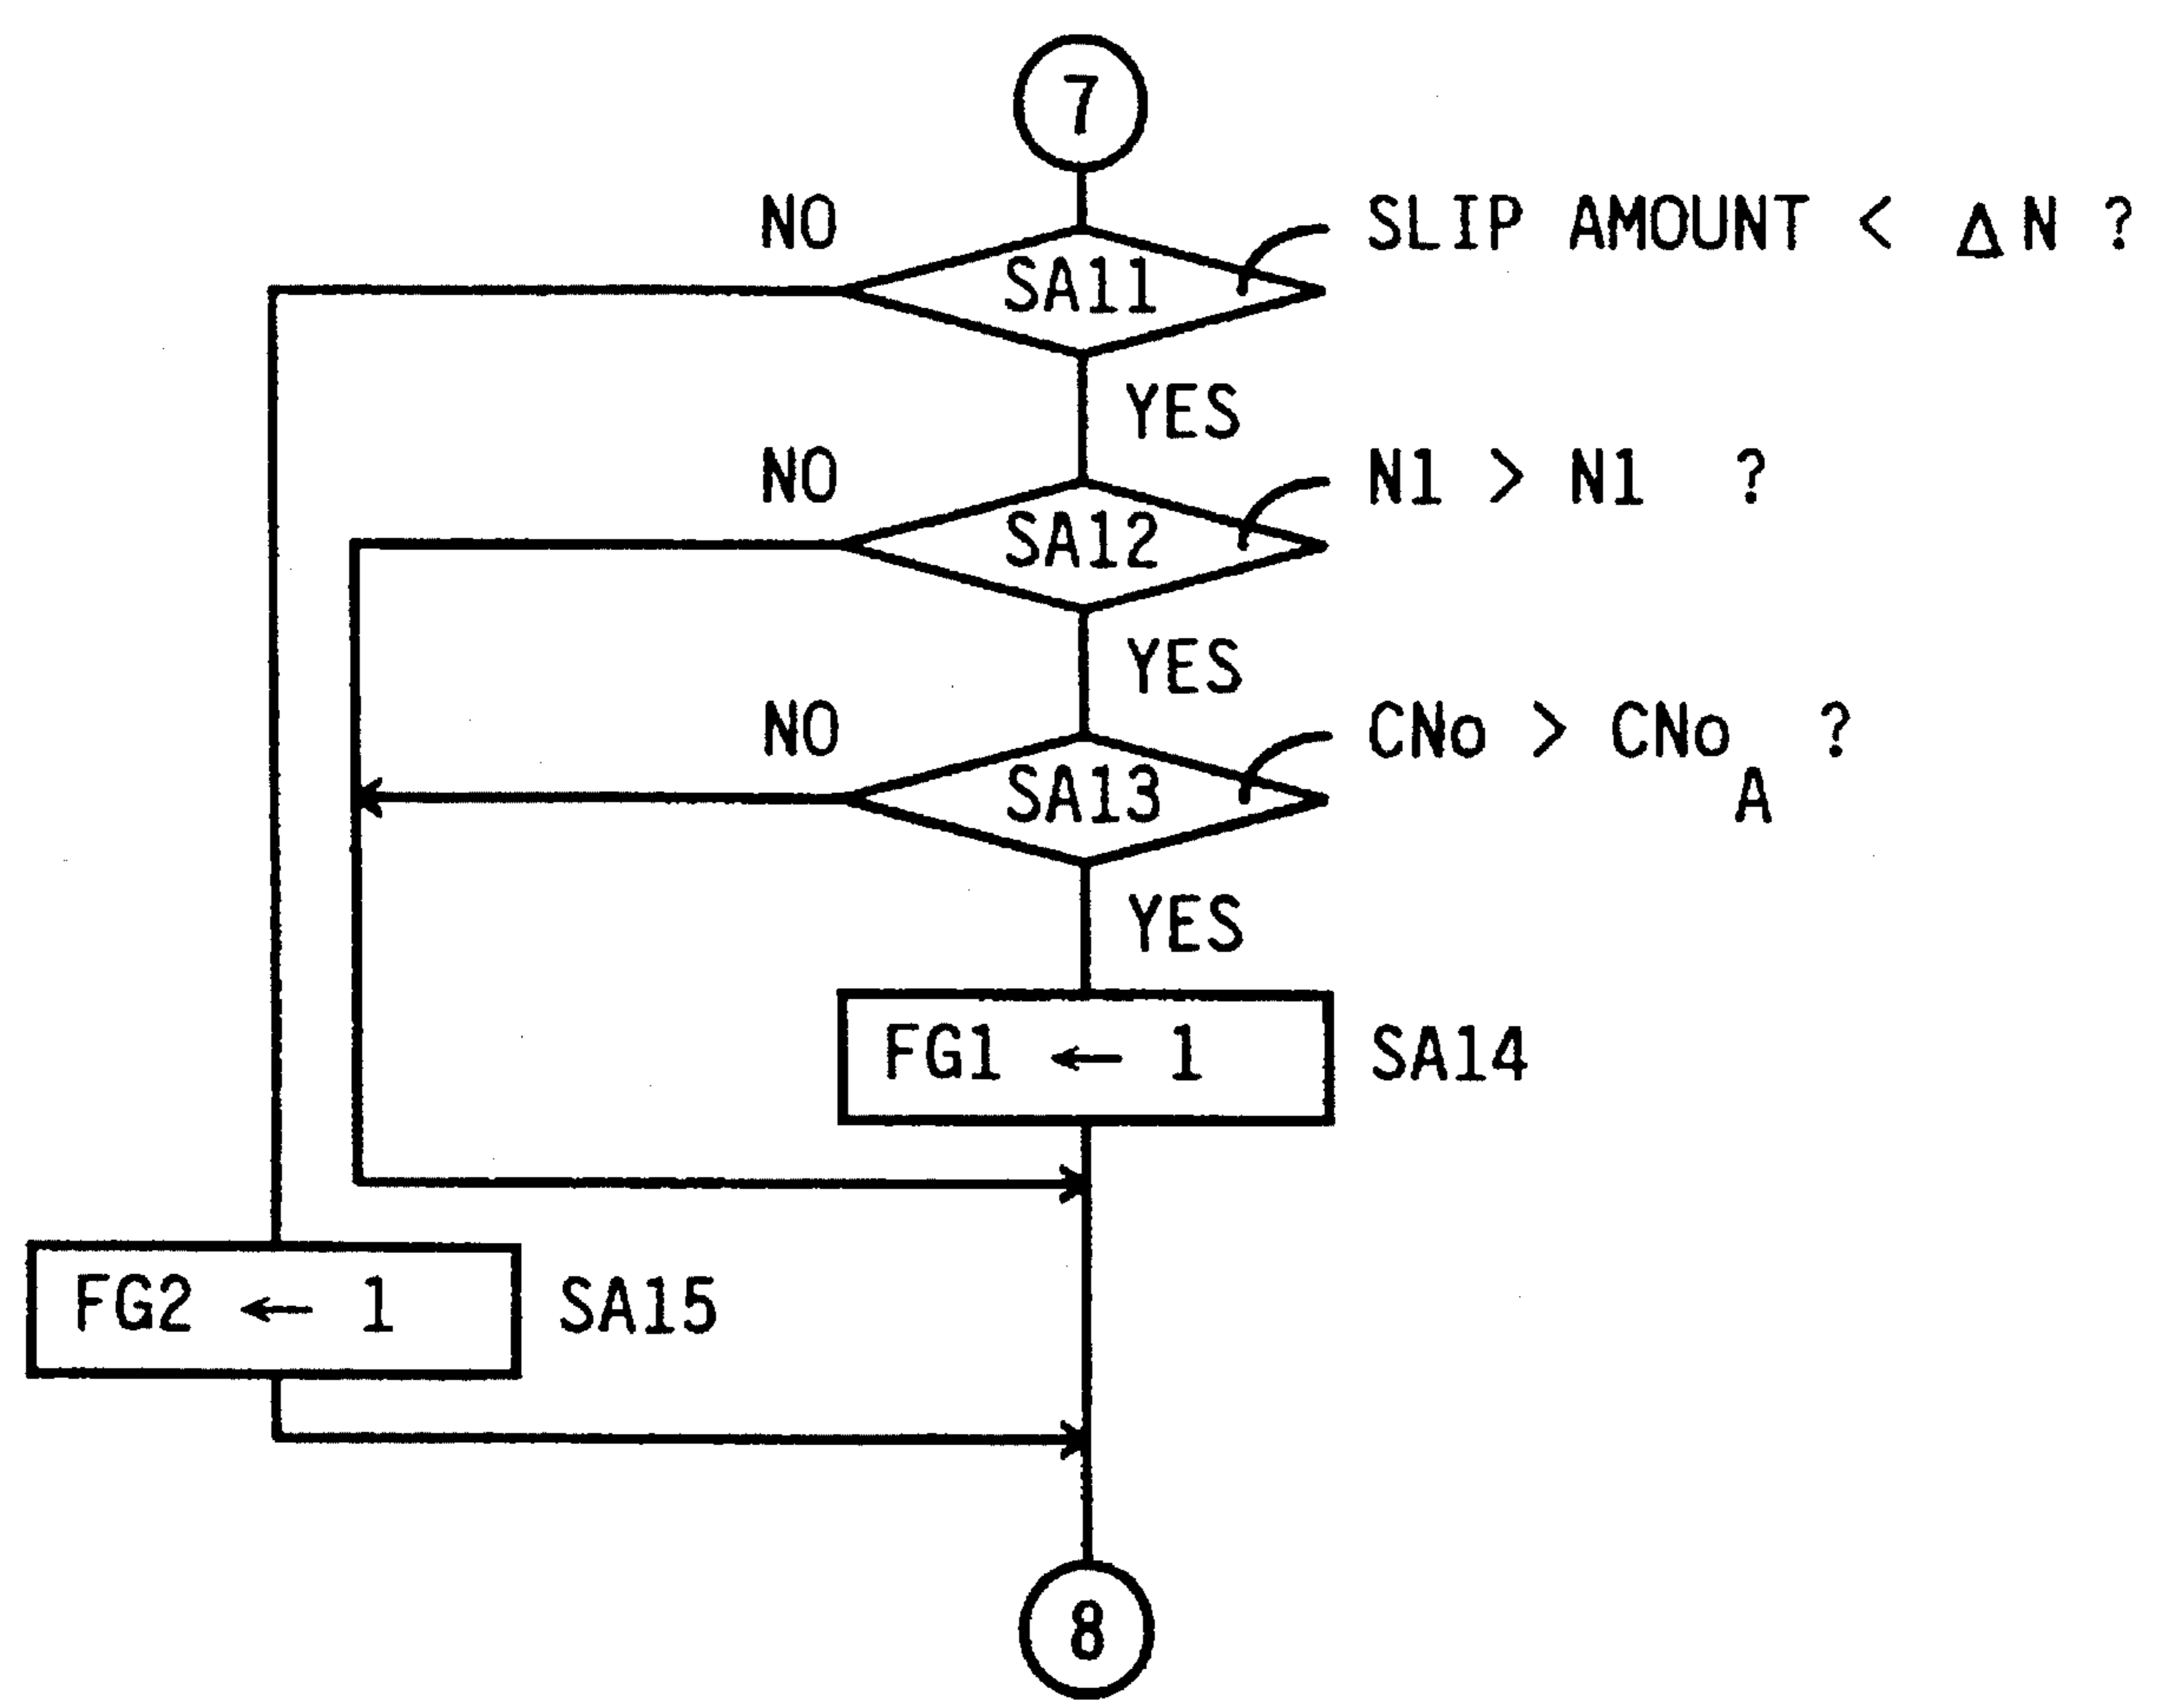 7
NO
SLIP AMOUNT < Δ N ?
SA11
YES
NO
N1 > N1 ?
SA12
YES
NO
CNo > CNo ?
A
SA13
YES
FG1 ← 1
SA14
FG2 ← 1
SA15
8